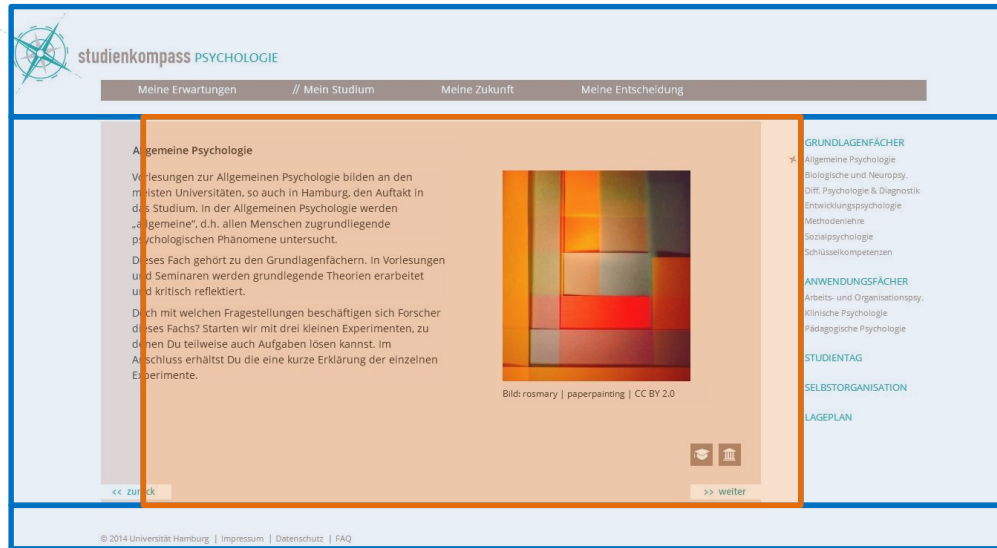 studienkompass PSYCHOLOGIE
Meine Erwartungen // Mein Studium Meine Zukunft Meine Entscheidung
Allgemeine Psychologie
Vorlesungen zur Allgemeinen Psychologie bilden an den
meisten Universitäten, so auch in Hamburg, den Auftakt in
das Studium. In der Allgemeinen Psychologie werden
„allgemeine“, d.h. allen Menschen zugrundliegende
psychologischen Phänomene untersucht.
Dieses Fach gehört zu den Grundlagenfächern. In Vorlesungen
und Seminaren werden grundlegende Theorien erarbeitet
und kritisch reflektiert.
Doch mit welchen Fragestellungen beschäftigen sich Forscher
dieses Fachs? Starten wir mit drei kleinen Experimenten, zu
denen Du teilweise auch Aufgaben lösen kannst. Im
Anschluss erhältst Du die eine kurze Erklärung der einzelnen
Experimente.
Bild: rosmary | paperpainting | CC BY 2.0
<< zurück
>> weiter
GRUNDLAGENFÄCHER
Allgemeine Psychologie
Biologische und Neuropsy.
Diff. Psychologie & Diagnostik
Entwicklungspsychologie
Methodenlehre
Sozialpsychologie
Schlüsselkompetenzen
ANWENDUNGSFÄCHER
Arbeits- und Organisationspsy.
Klinische Psychologie
Pädagogische Psychologie
STUDIENTAG
SELBSTORGANISATION
LAGEPLAN
© 2014 Universität Hamburg | Impressum | Datenschutz | FAQ